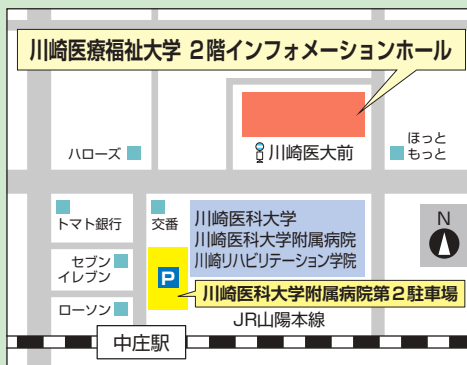 川崎医療福祉大学 2階インフォメーションホール
ハローズ
川崎医大前
ほっと
もっと
トマト銀行
交番
川崎医科大学
川崎医科大学附属病院
川崎リハビリテーション学院
N
セブン
イレブン
P
川崎医科大学附属病院第2駐車場
ローソン
JR山陽本線
中庄駅